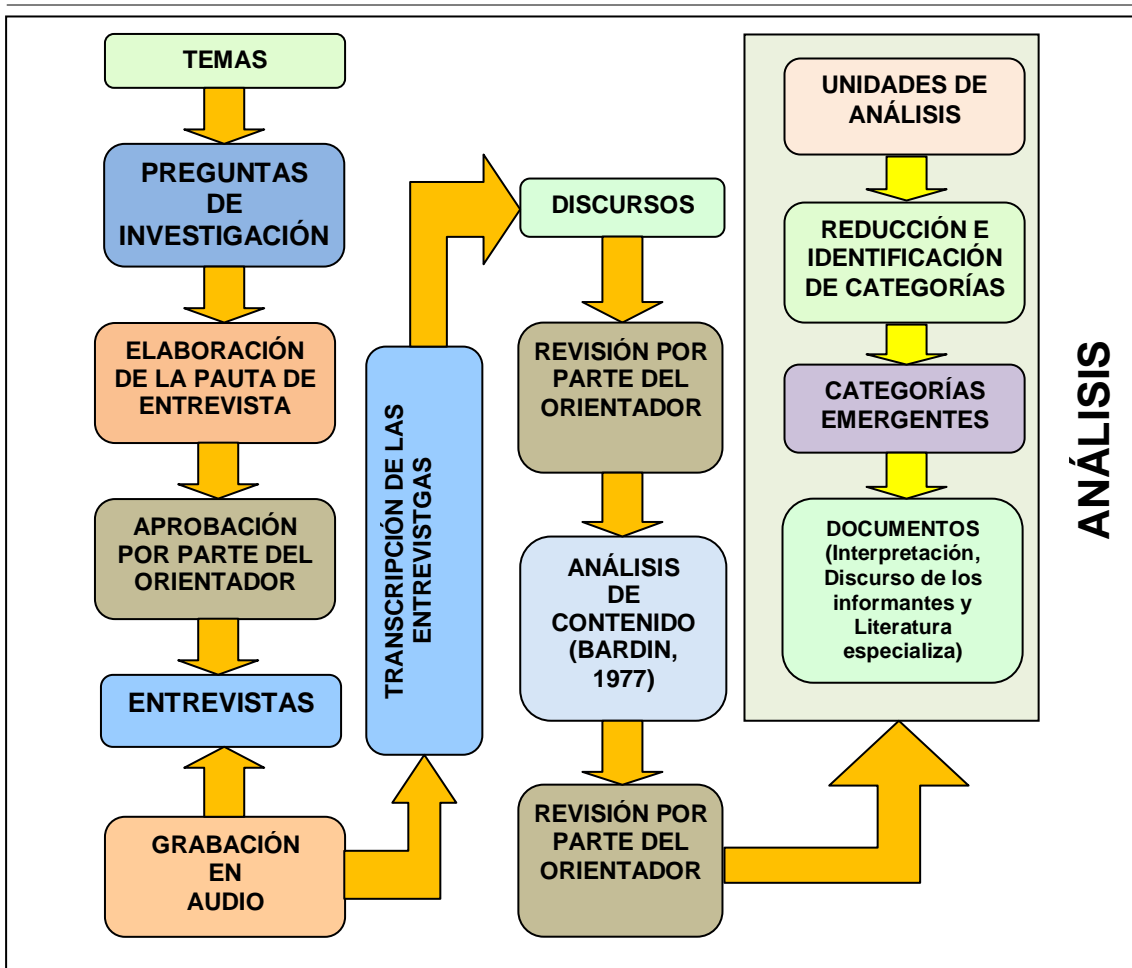 TEMAS
PREGUNTAS
DE
INVESTIGACIÓN
ELABORACIÓN
DE LA PAUTA DE
ENTREVISTA
APROBACIÓN
POR PARTE DEL
ORIENTADOR
ENTREVISTAS
GRABACIÓN
EN
AUDIO
TRANSCRIPCIÓN DE LAS
ENTREVISTGAS
DISCURSOS
REVISIÓN POR
PARTE DEL
ORIENTADOR
ANÁLISIS
DE
CONTENIDO
(BARDIN,
1977)
REVISIÓN POR
PARTE DEL
ORIENTADOR
UNIDADES DE
ANÁLISIS
REDUCCIÓN E
IDENTIFICACIÓN
DE CATEGORÍAS
CATEGORÍAS
EMERGENTES
DOCUMENTOS
(Interpretación,
Discurso de los
informantes y
Literatura
especializa)
ANÁLISIS